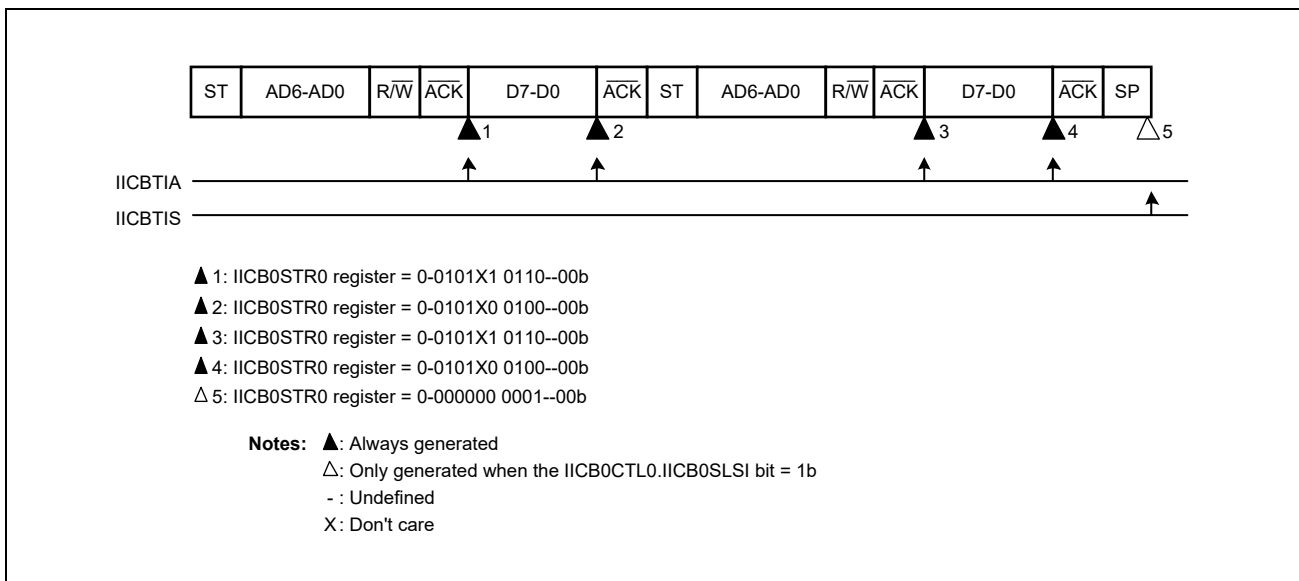 ST AD6-AD0 R/W ACK D7-D0 ACK ST AD6-AD0 R/W ACK D7-D0 ACK SP
▲1 ▲2 ▲3 ▲4 △5
IICBTIA
IICBTIS
▲1: IICB0STR0 register = 0-0101X1 0110--00b
▲2: IICB0STR0 register = 0-0101X0 0100--00b
▲3: IICB0STR0 register = 0-0101X1 0110--00b
▲4: IICB0STR0 register = 0-0101X0 0100--00b
△5: IICB0STR0 register = 0-000000 0001--00b
Notes: ▲: Always generated
△: Only generated when the IICB0CTL0.IICB0SLSI bit = 1b
- : Undefined
X: Don't care